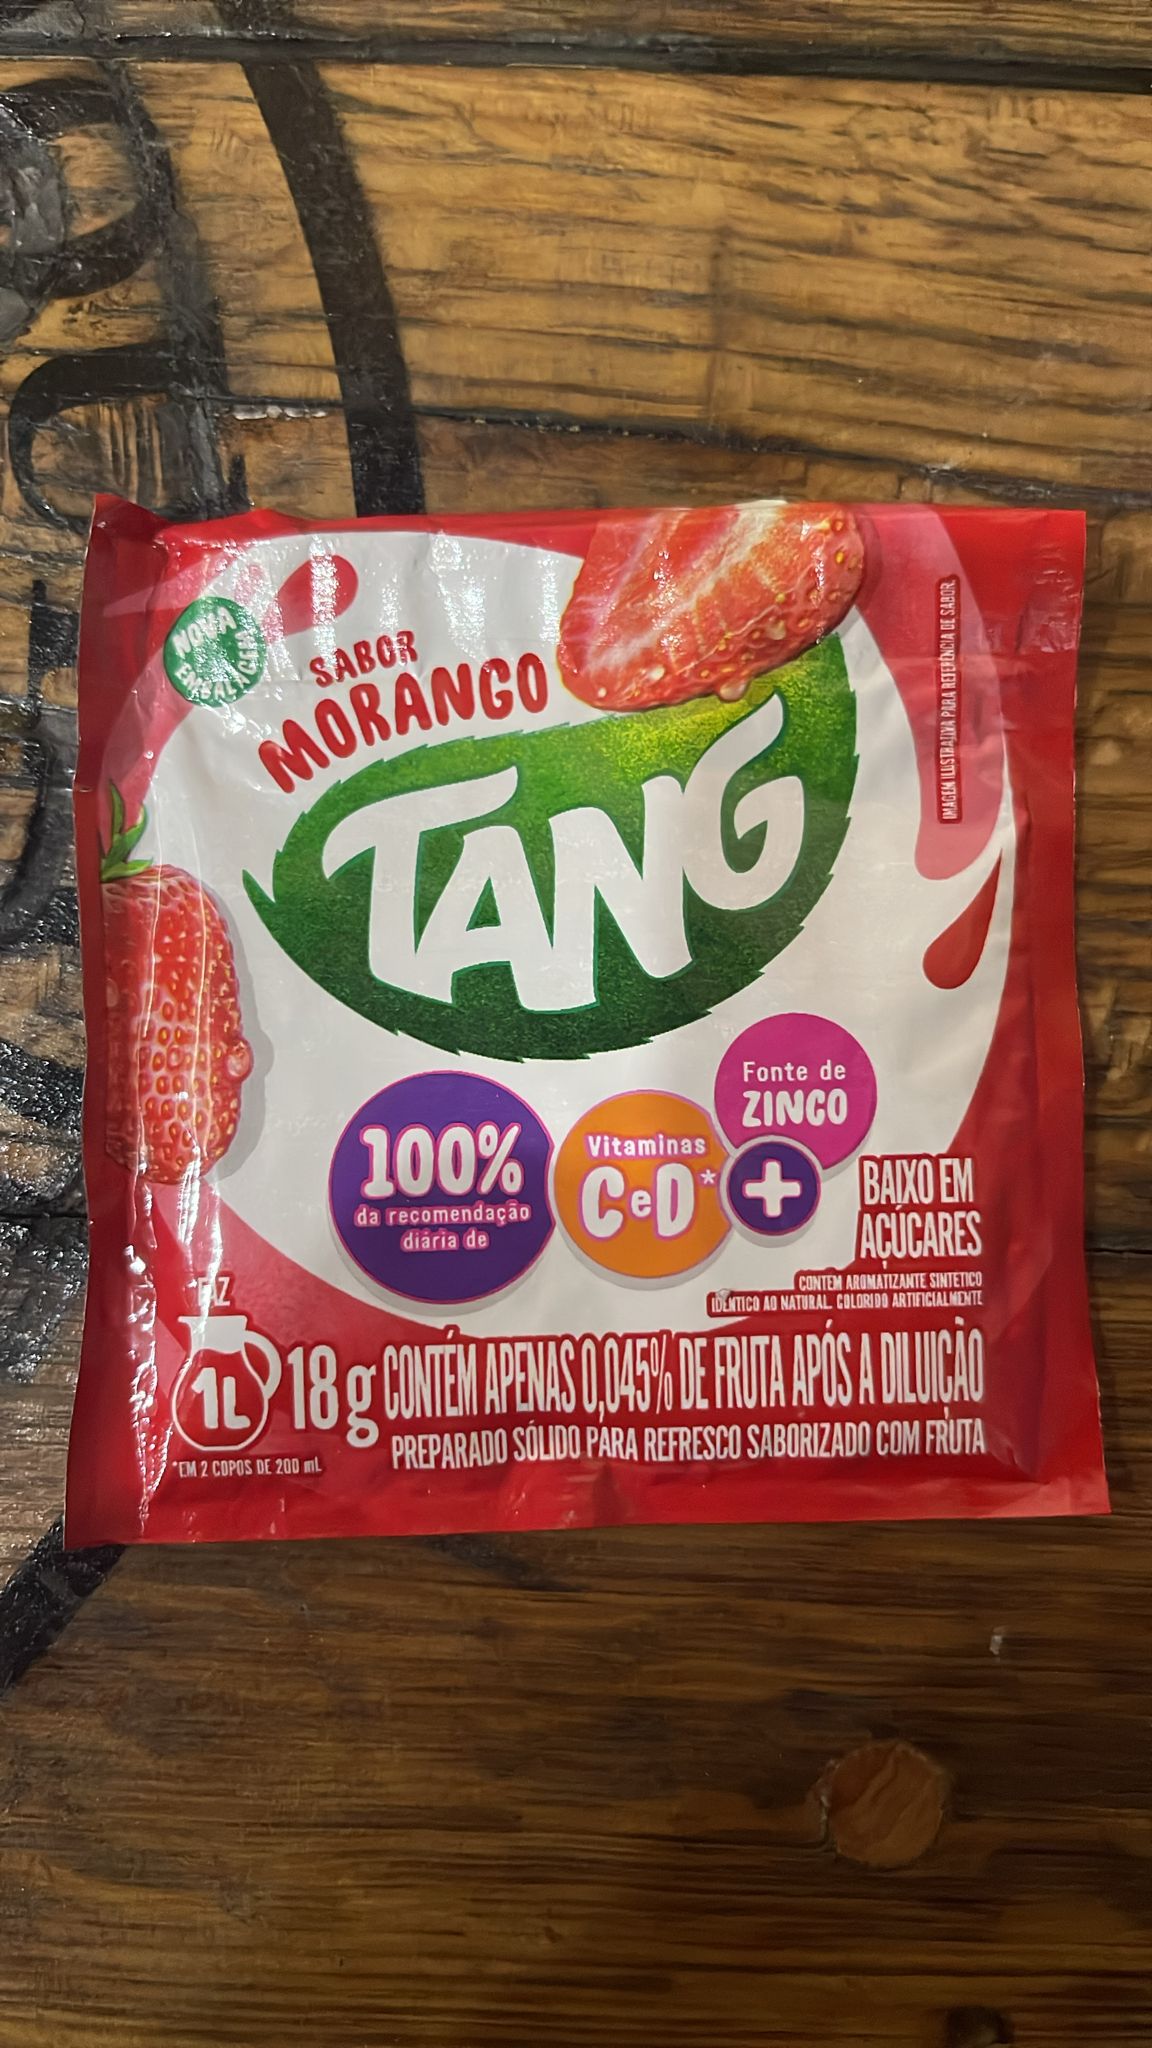 NOVA
EMBALAGEM
SABOR
MORANGO
TANG
IMAGEM ILUSTRATIVA PARA REFERÊNCIA DE SABOR.
100%
da recomendação
diária de
Vitaminas
C e D*
+
Fonte de
ZINCO
BAIXO EM
AÇÚCARES
CONTÉM AROMATIZANTE SINTÉTICO
IDÊNTICO AO NATURAL. COLORIDO ARTIFICIALMENTE
FAZ
1L
18g
CONTÉM APENAS 0,045% DE FRUTA APÓS A DILUIÇÃO
PREPARADO SÓLIDO PARA REFRESCO SABORIZADO COM FRUTA
*EM 2 COPOS DE 200 mL